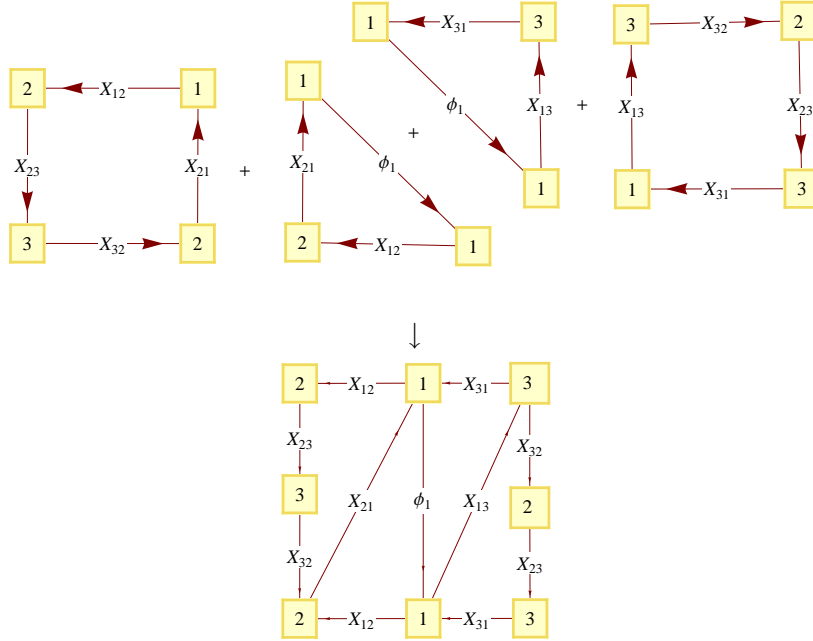 1 X31 3
3 X32 2
2 X12 1
1
X13
X13
X23
ϕ1
+
+
X23
X21
+
X21
ϕ1
1
1
X31
3
3 X32 2
2 X12 1
↓
2 X12 1 X31 3
X23
X32
3
X21
ϕ1
X13
2
X32
X23
2 X12 1 X31 3